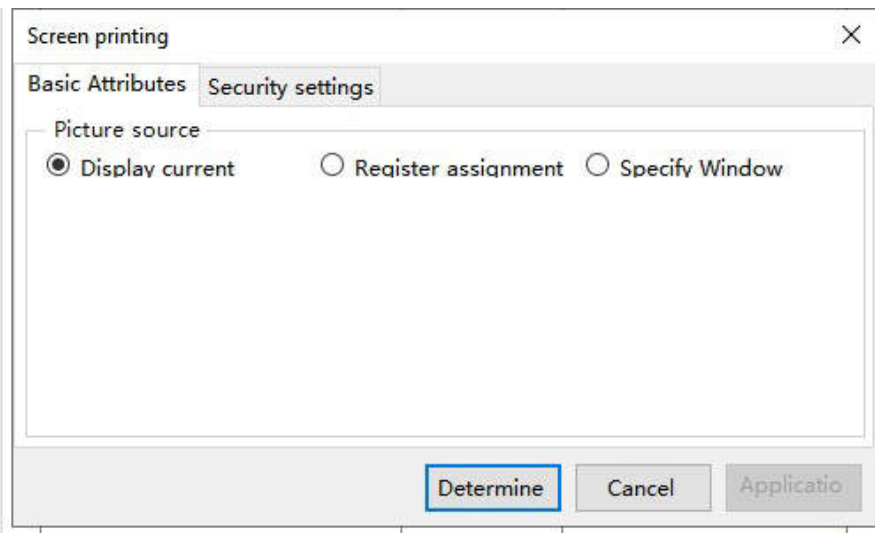 Screen printing
Basic Attributes Security settings
Picture source
Display current Register assignment Specify Window
Determine Cancel Applicatio